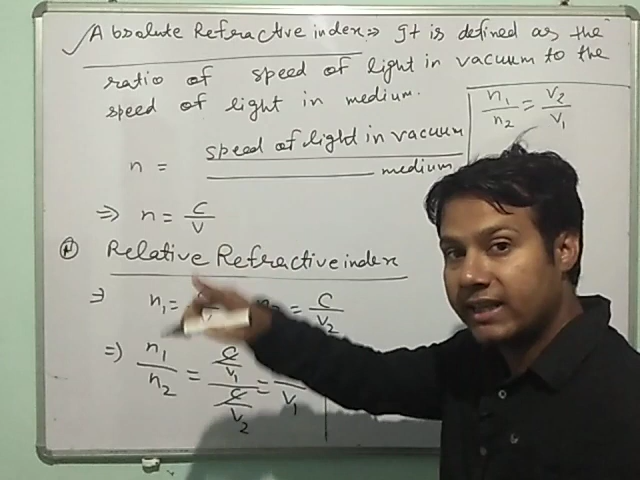 ✓Absolute Refractive index ⇒ It is defined as the
ratio of speed of light in vacuum to the
speed of light in medium.
n1/n2 = v2/v1
n = speed of light in vacuum
medium
⇒ n = c/v
Relative Refractive index
⇒ n1 = = c/v2
⇒ n1/n2 = c/v1 / c/v2 = /v1